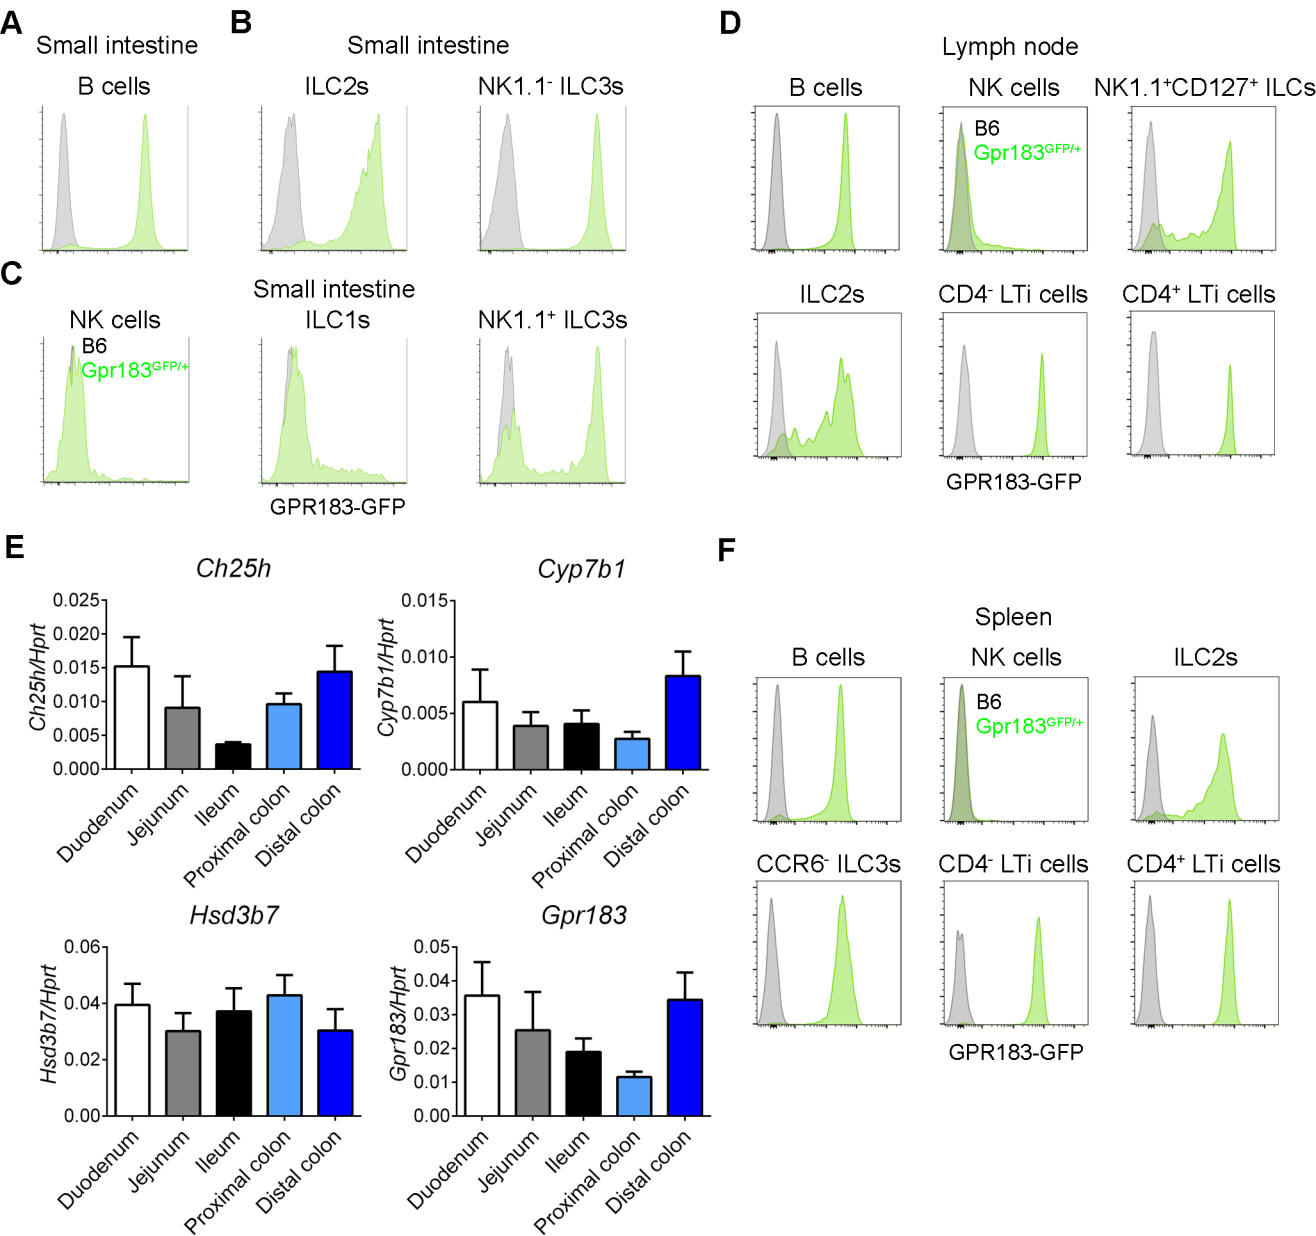 A
Small intestine
B cells
B
Small intestine
ILC2s
NK1.1- ILC3s
C
Small intestine
NK cells
B6
Gpr183GFP/+
ILC1s
NK1.1+ ILC3s
GPR183-GFP
D
Lymph node
B cells
NK cells
B6
Gpr183GFP/+
NK1.1+CD127+ ILCs
ILC2s
CD4- LTi cells
CD4+ LTi cells
GPR183-GFP
E
Ch25h
Ch25h/Hprt
0.025
0.020
0.015
0.010
0.005
0.000
Duodenum
Jejunum
Ileum
Proximal colon
Distal colon
Cyp7b1
Cyp7b1/Hprt
0.015
0.010
0.005
0.000
Duodenum
Jejunum
Ileum
Proximal colon
Distal colon
Hsd3b7
Hsd3b7/Hprt
0.06
0.04
0.02
0.00
Duodenum
Jejunum
Ileum
Proximal colon
Distal colon
Gpr183
Gpr183/Hprt
0.05
0.04
0.03
0.02
0.01
0.00
Duodenum
Jejunum
Ileum
Proximal colon
Distal colon
F
Spleen
B cells
NK cells
B6
Gpr183GFP/+
ILC2s
CCR6- ILC3s
CD4- LTi cells
CD4+ LTi cells
GPR183-GFP